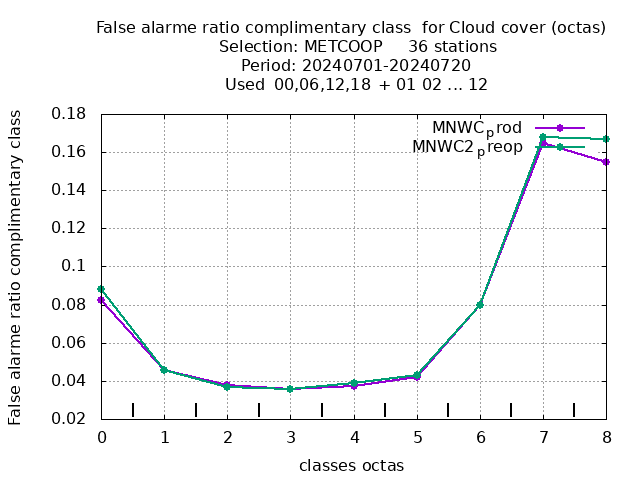 False alarme ratio complimentary class  for Cloud cover (octas)
Selection: METCOOP     36 stations
Period: 20240701-20240720
Used  00,06,12,18 + 01 02 ... 12
False alarme ratio complimentary class
0.18
0.16
0.14
0.12
0.1
0.08
0.06
0.04
0.02
MNWCprod
MNWC2preop
0 1 2 3 4 5 6 7 8
classes octas